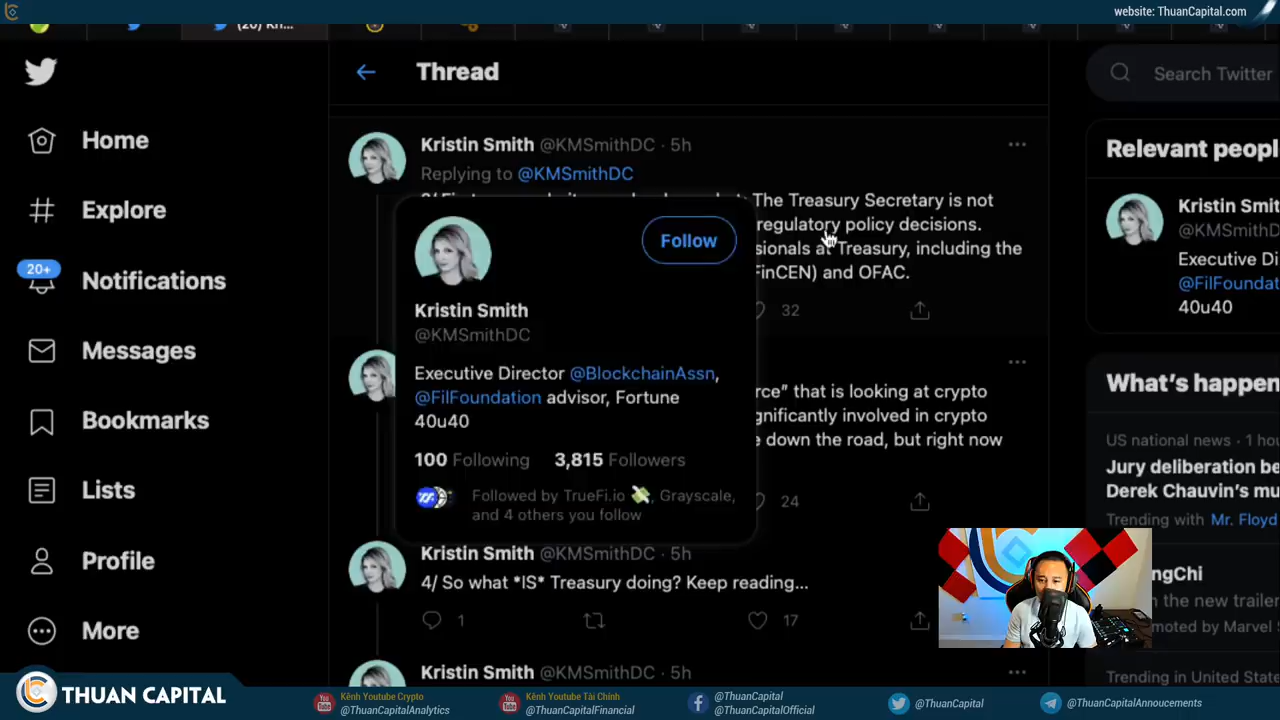 website: ThuanCapital.com
Thread
Search Twitter
Home
Explore
20+
Notifications
Messages
Bookmarks
Lists
Profile
More
Kristin Smith @KMSmithDC · 5h
Replying to @KMSmithDC
The Treasury Secretary is not
regulatory policy decisions.
sionals at Treasury, including the
FinCEN) and OFAC.
32
Kristin Smith
@KMSmithDC
Follow
Executive Director @BlockchainAssn,
@FilFoundation advisor, Fortune
40u40
100 Following 3,815 Followers
Followed by TrueFi.io 💸, Grayscale,
and 4 others you follow
rce” that is looking at crypto
gnificantly involved in crypto
e down the road, but right now
24
Kristin Smith @KMSmithDC · 5h
4/ So what *IS* Treasury doing? Keep reading...
1
17
Kristin Smith @KMSmithDC · 5h
Relevant peopl
Kristin Smit
@KMSmithD
Executive Di
@FilFoundat
40u40
What's happen
US national news · 1 hou
Jury deliberation be
Derek Chauvin's mu
Trending with Mr. Floyd
ngChi
n the new trailer
moted by Marvel
Trending in United State
THUAN CAPITAL
Kênh Youtube Crypto
@ThuanCapitalAnalytics
Kênh Youtube Tài Chính
@ThuanCapitalFinancial
@ThuanCapital
@ThuanCapitalOfficial
@ThuanCapital
@ThuanCapitalAnnoucements